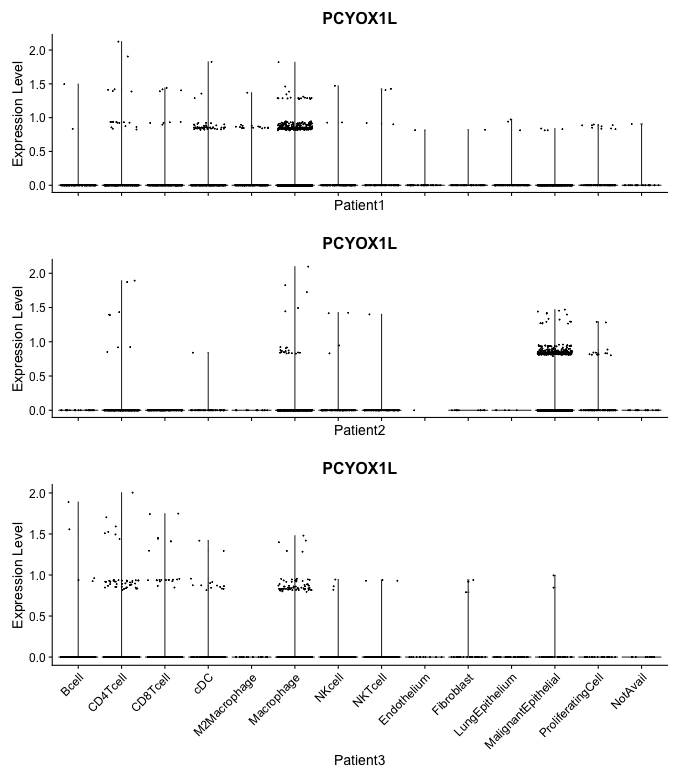 PCYOX1L
Expression Level
2.0
1.5
1.0
0.5
0.0
Patient1
PCYOX1L
Expression Level
2.0
1.5
1.0
0.5
0.0
Patient2
PCYOX1L
Expression Level
2.0
1.5
1.0
0.5
0.0
Bcell
CD4Tcell
CD8Tcell
cDC
M2Macrophage
Macrophage
NKcell
NKTcell
Endothelium
Fibroblast
LungEpithelium
MalignantEpithelial
ProliferatingCell
NotAvail
Patient3